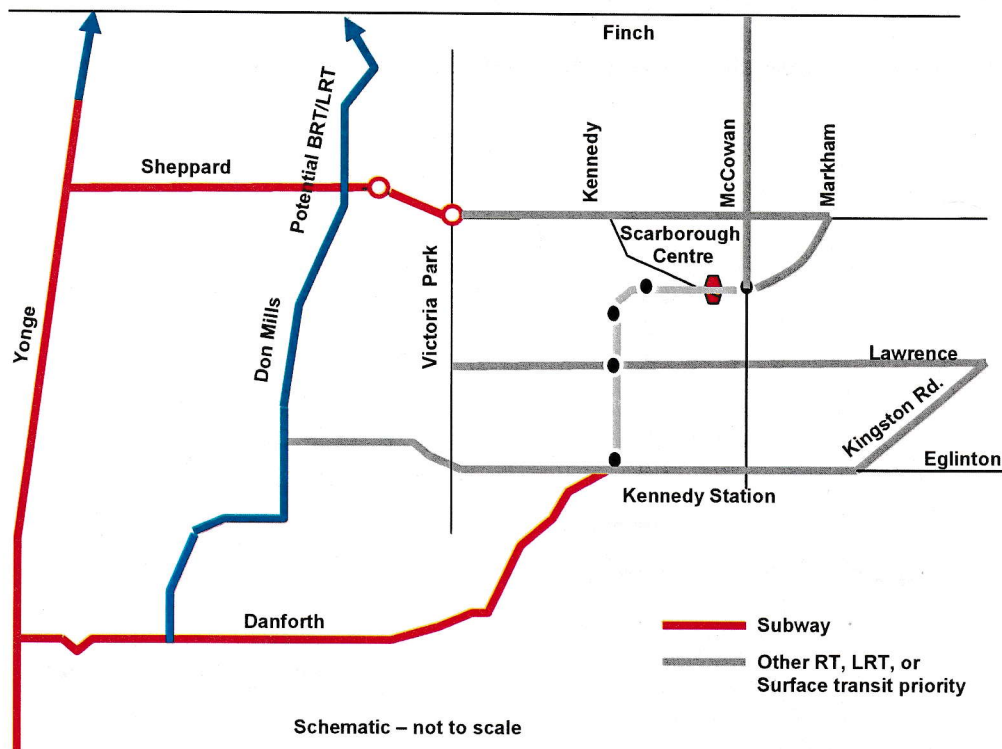 Finch
Potential BRT/LRT
Kennedy
McCowan
Markham
Sheppard
Scarborough
Centre
Yonge
Don Mills
Victoria Park
Lawrence
Kingston Rd.
Eglinton
Kennedy Station
Danforth
Subway
Other RT, LRT, or
Surface transit priority
Schematic – not to scale